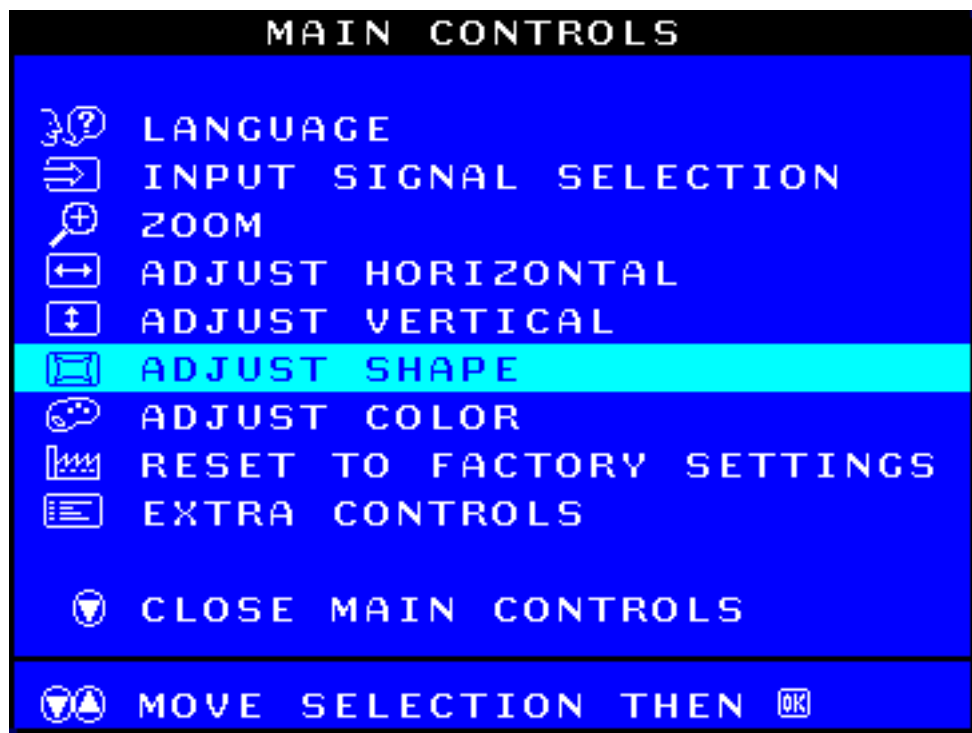 MAIN CONTROLS
LANGUAGE
INPUT SIGNAL SELECTION
ZOOM
ADJUST HORIZONTAL
ADJUST VERTICAL
ADJUST SHAPE
ADJUST COLOR
RESET TO FACTORY SETTINGS
EXTRA CONTROLS
CLOSE MAIN CONTROLS
MOVE SELECTION THEN OK